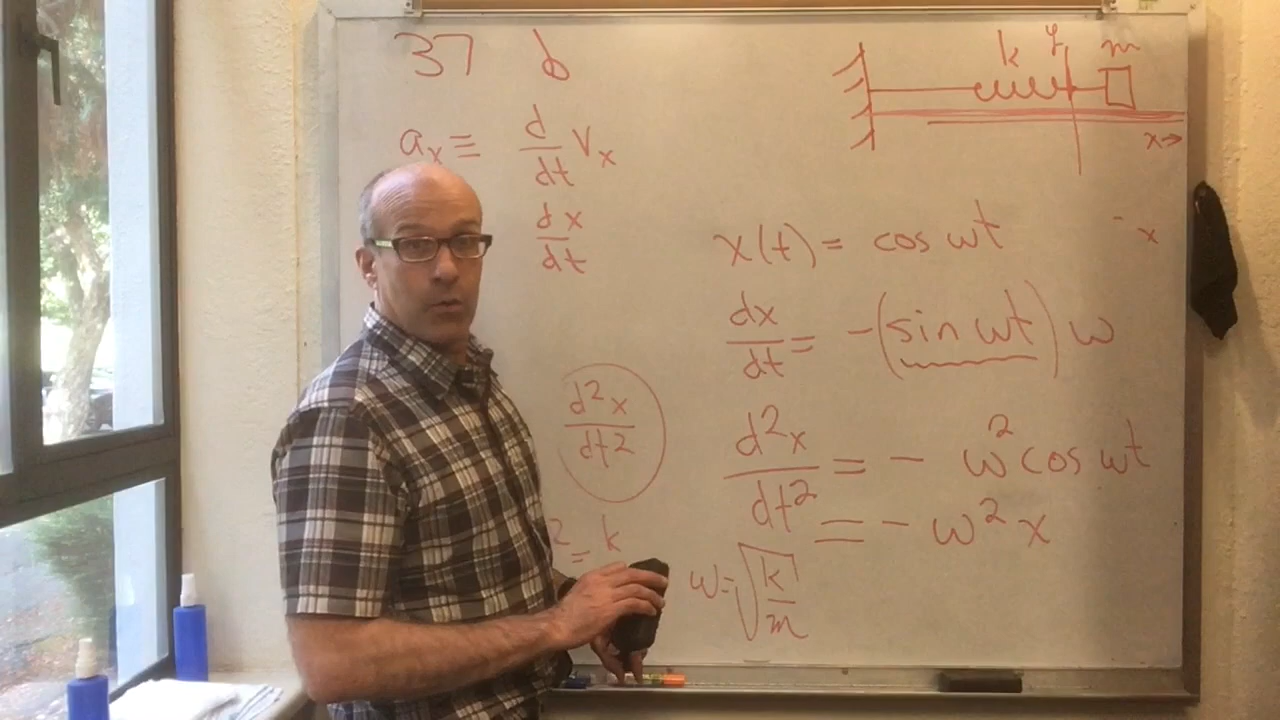 37 b
k y m
x→
aₓ ≡ d/dt vₓ
dx/dt
x(t) = cos ωt
x
dx/dt = -(sin ωt) ω
d²x/dt²
d²x/dt² = - ω² cos ωt
= - ω² x
² = k
ω = √(k/m)